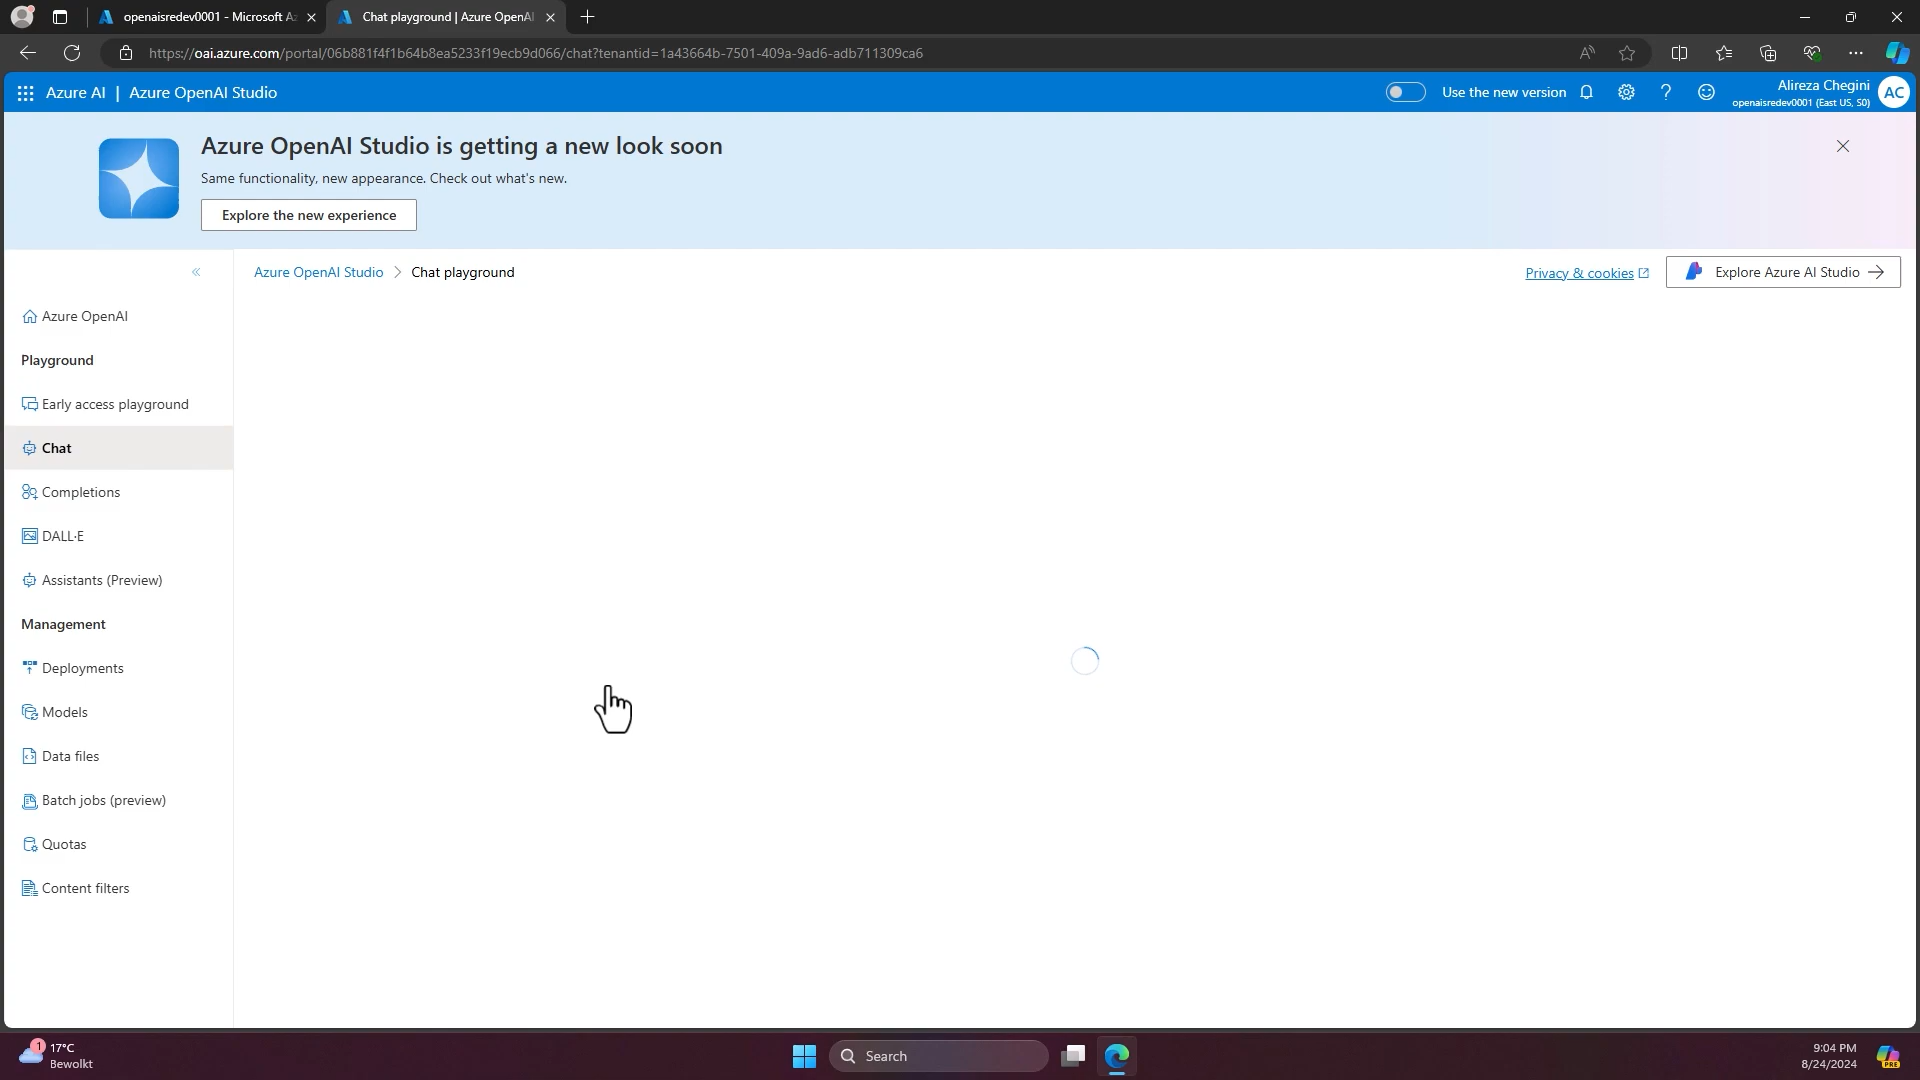 openaisredev0001 - Microsoft Az
Chat playground | Azure OpenAI
https://oai.azure.com/portal/06b881f4f1b64b8ea5233f19ecb9d066/chat?tenantid=1a43664b-7501-409a-9ad6-adb711309ca6
Azure AI | Azure OpenAI Studio
Use the new version
Alireza Chegini
openaisredev0001 (East US, S0)
AC
Azure OpenAI Studio is getting a new look soon
Same functionality, new appearance. Check out what's new.
Explore the new experience
Azure OpenAI Studio > Chat playground
Privacy & cookies
Explore Azure AI Studio
Azure OpenAI
Playground
Early access playground
Chat
Completions
DALL·E
Assistants (Preview)
Management
Deployments
Models
Data files
Batch jobs (preview)
Quotas
Content filters
1
17°C
Bewolkt
Search
9:04 PM
8/24/2024
PRE